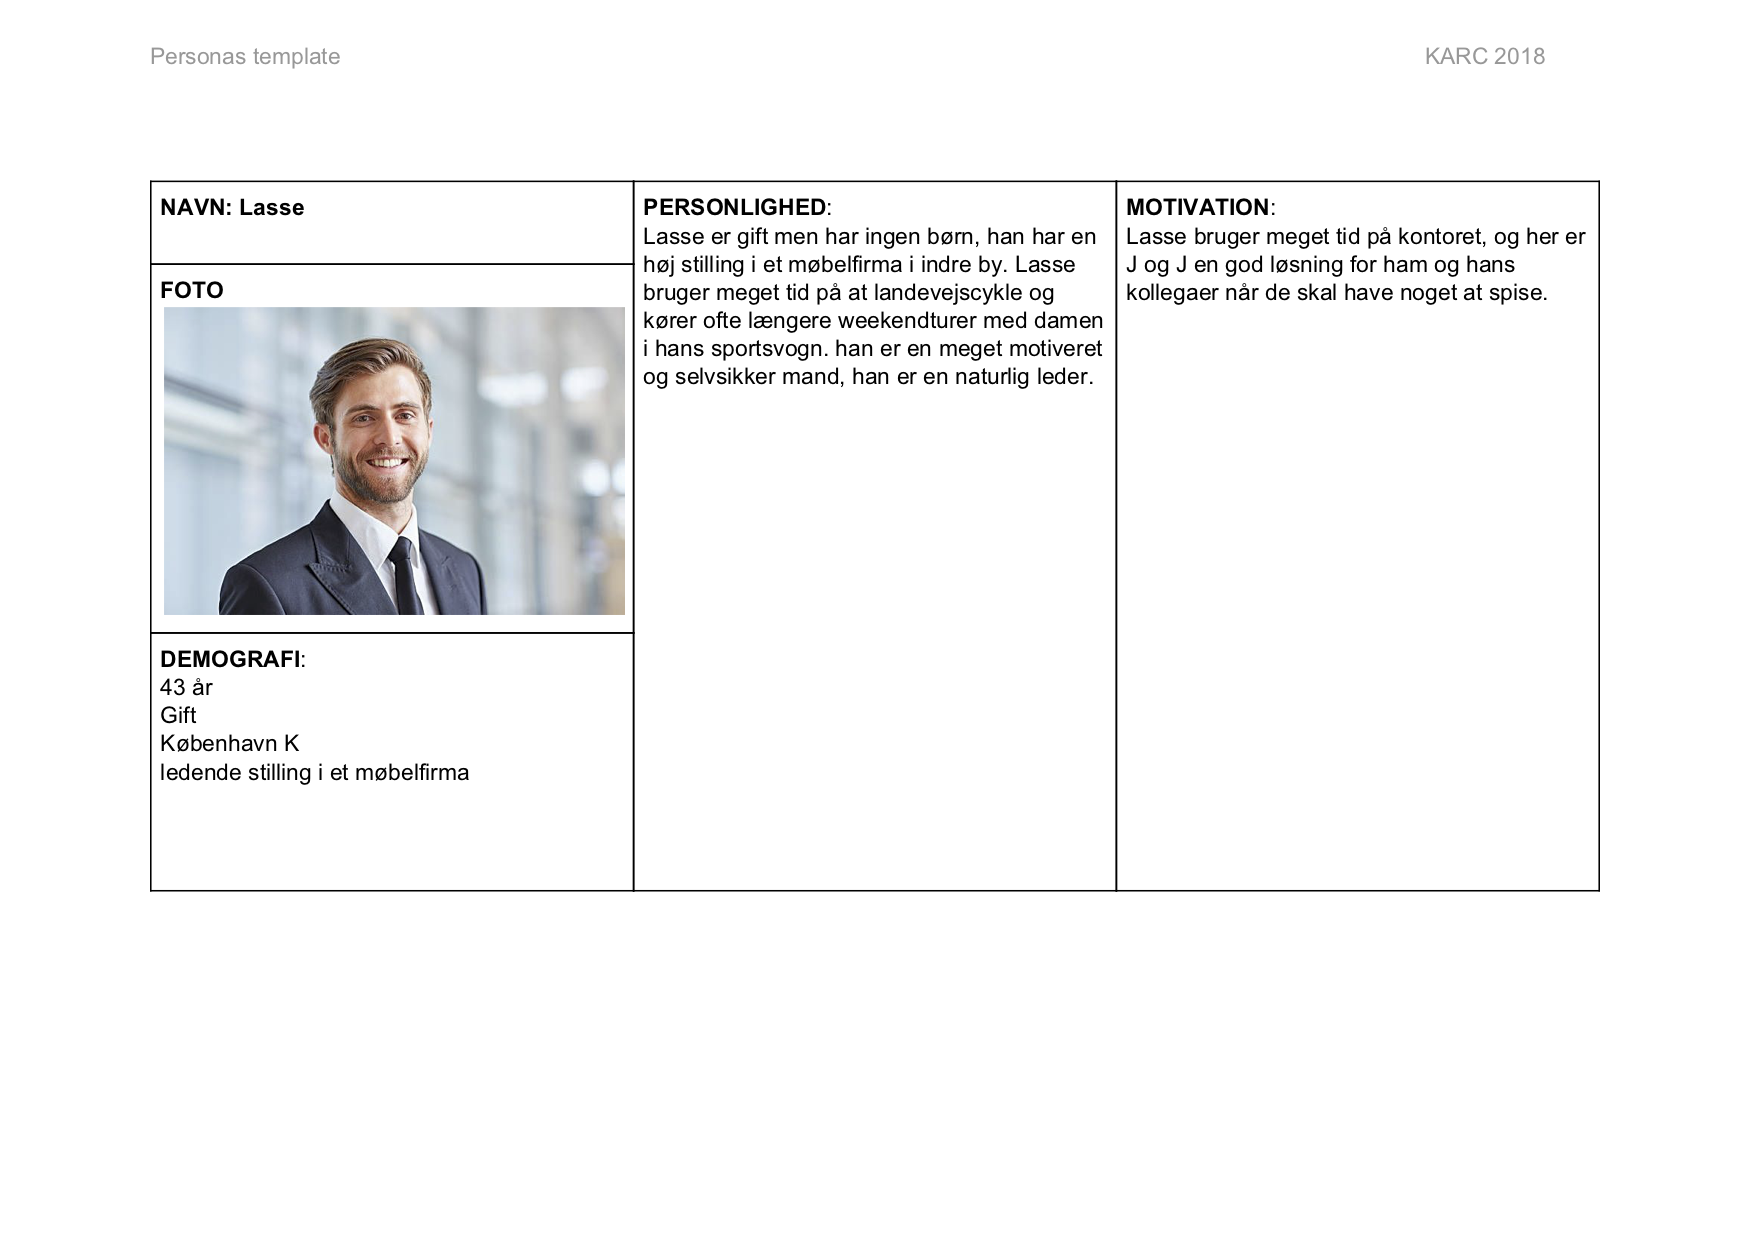 Personas template
KARC 2018
NAVN: Lasse
FOTO
DEMOGRAFI:
43 år
Gift
København K
ledende stilling i et møbelfirma
PERSONLIGHED:
Lasse er gift men har ingen børn, han har en
høj stilling i et møbelfirma i indre by. Lasse
bruger meget tid på at landevejscykle og
kører ofte længere weekendturer med damen
i hans sportsvogn. han er en meget motiveret
og selvsikker mand, han er en naturlig leder.
MOTIVATION:
Lasse bruger meget tid på kontoret, og her er
J og J en god løsning for ham og hans
kollegaer når de skal have noget at spise.